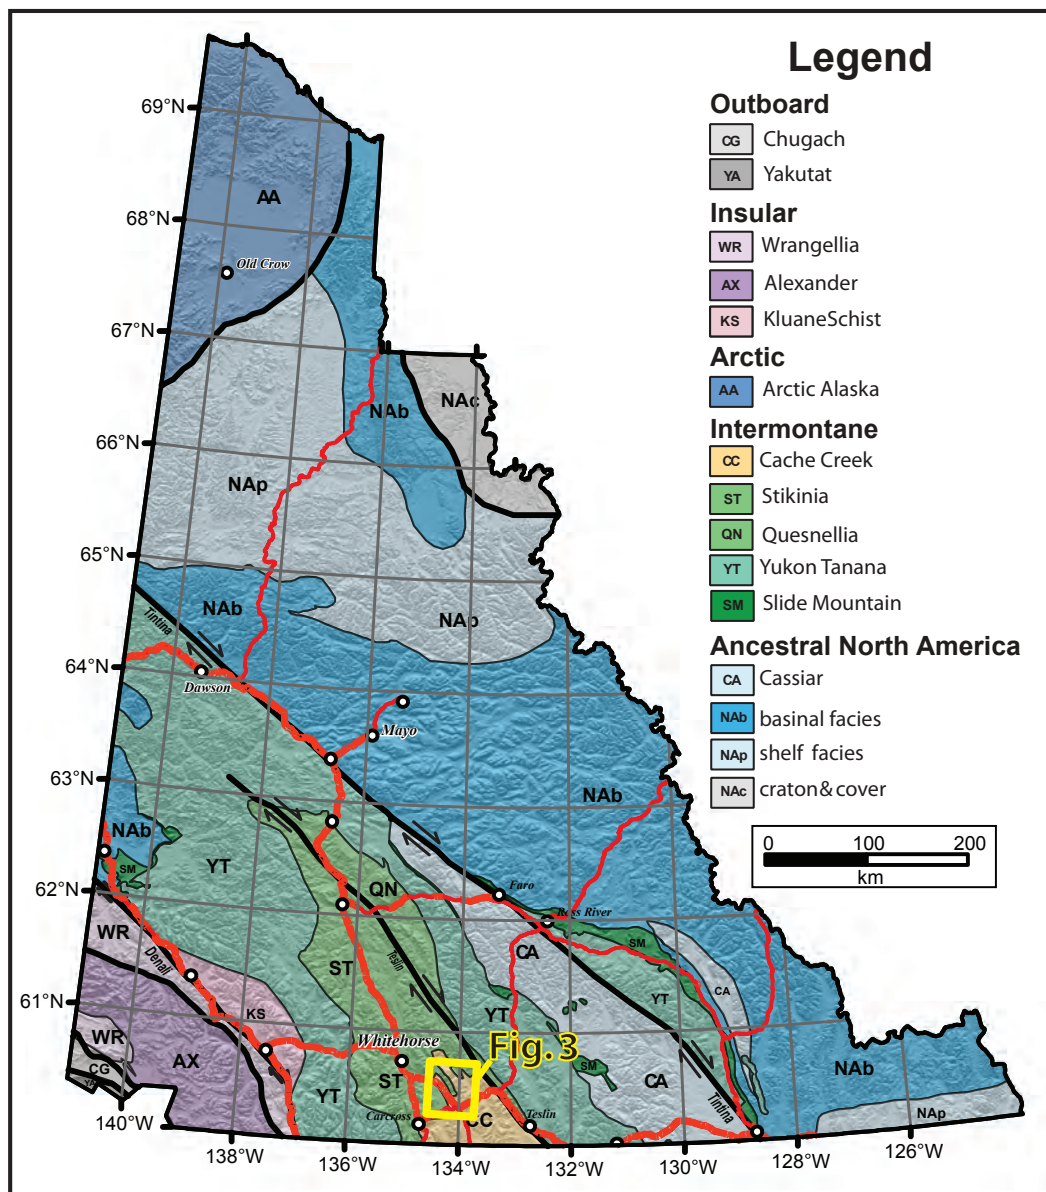 Legend
Outboard
CG Chugach
YA Yakutat
Insular
WR Wrangellia
AX Alexander
KS KluaneSchist
Arctic
AA Arctic Alaska
Intermontane
CC Cache Creek
ST Stikinia
QN Quesnellia
YT Yukon Tanana
SM Slide Mountain
Ancestral North America
CA Cassiar
NAb basinal facies
NAp shelf facies
NAc craton & cover
0 100 200
km
69°N
68°N
67°N
66°N
65°N
64°N
63°N
62°N
61°N
140°W
138°W
136°W
134°W
132°W
130°W
128°W
126°W
AA
Old Crow
NAc
NAb
NAp
NAb
NAp
Tintina
Dawson
Mayo
NAb
NAb
SM
YT
QN
Faro
Ross River
WR
Denali
ST
Teslin
CA
SM
CA
YT
KS
YT
Whitehorse
Fig. 3
WR
CG
YA
AX
YT
ST
SM
CA
NAb
Carcross
CC
Teslin
Tintina
NAp